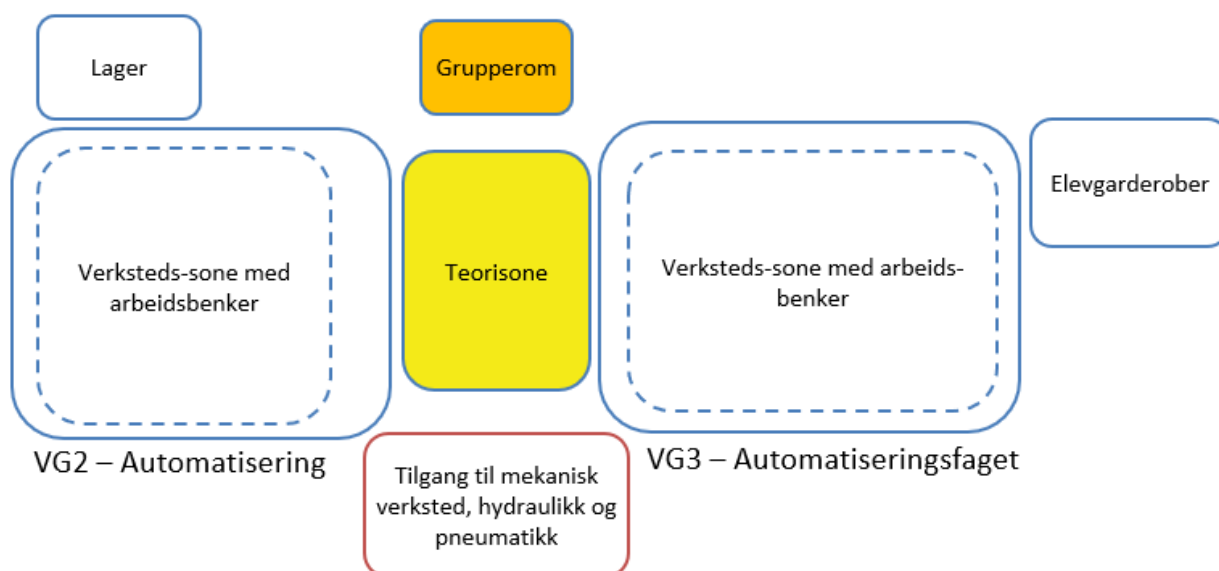 Lager
Grupperom
Elevgarderober
Verksteds-sone med
arbeidsbenker
Teorisone
Verksteds-sone med arbeids-
benker
VG2 – Automatisering
VG3 – Automatiseringsfaget
Tilgang til mekanisk
verksted, hydraulikk og
pneumatikk